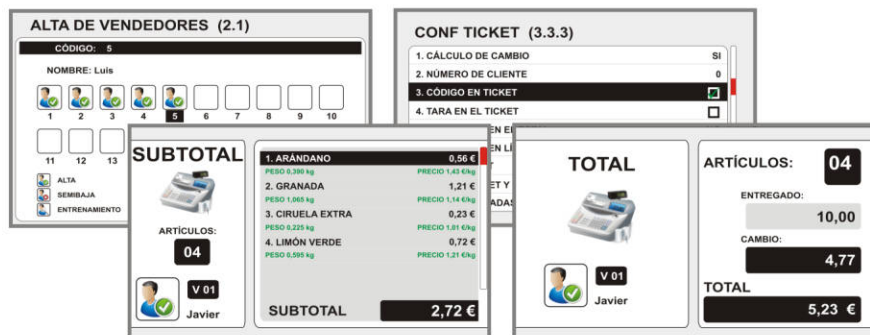 ALTA DE VENDEDORES (2.1)
CÓDIGO: 5
NOMBRE: Luis
1 2 3 4 5 6 7 8 9 10
11 12 13
ALTA
SEMIBAJA
ENTRENAMIENTO
CONF TICKET (3.3.3)
1. CÁLCULO DE CAMBIO SI
2. NÚMERO DE CLIENTE 0
3. CÓDIGO EN TICKET
4. TARA EN EL TICKET
SUBTOTAL
ARTÍCULOS:
04
V 01
Javier
1. ARÁNDANO 0,56 €
PESO 0,390 kg PRECIO 1,43 €/kg
2. GRANADA 1,21 €
PESO 1,065 kg PRECIO 1,14 €/kg
3. CIRUELA EXTRA 0,23 €
PESO 0,225 kg PRECIO 1,01 €/kg
4. LIMÓN VERDE 0,72 €
PESO 0,595 kg PRECIO 1,21 €/kg
SUBTOTAL 2,72 €
TOTAL
V 01
Javier
ARTÍCULOS: 04
ENTREGADO:
10,00
CAMBIO:
4,77
TOTAL
5,23 €